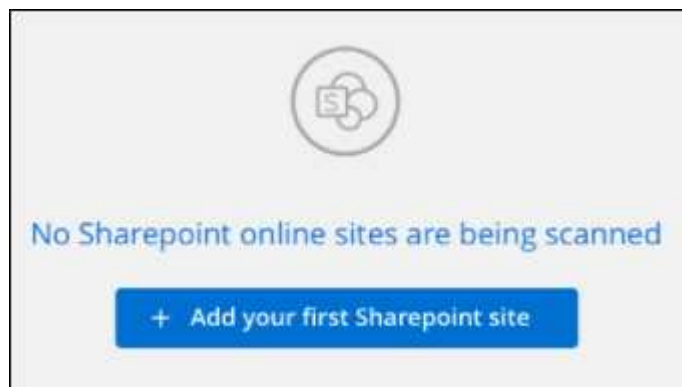 S
No Sharepoint online sites are being scanned
+ Add your first Sharepoint site